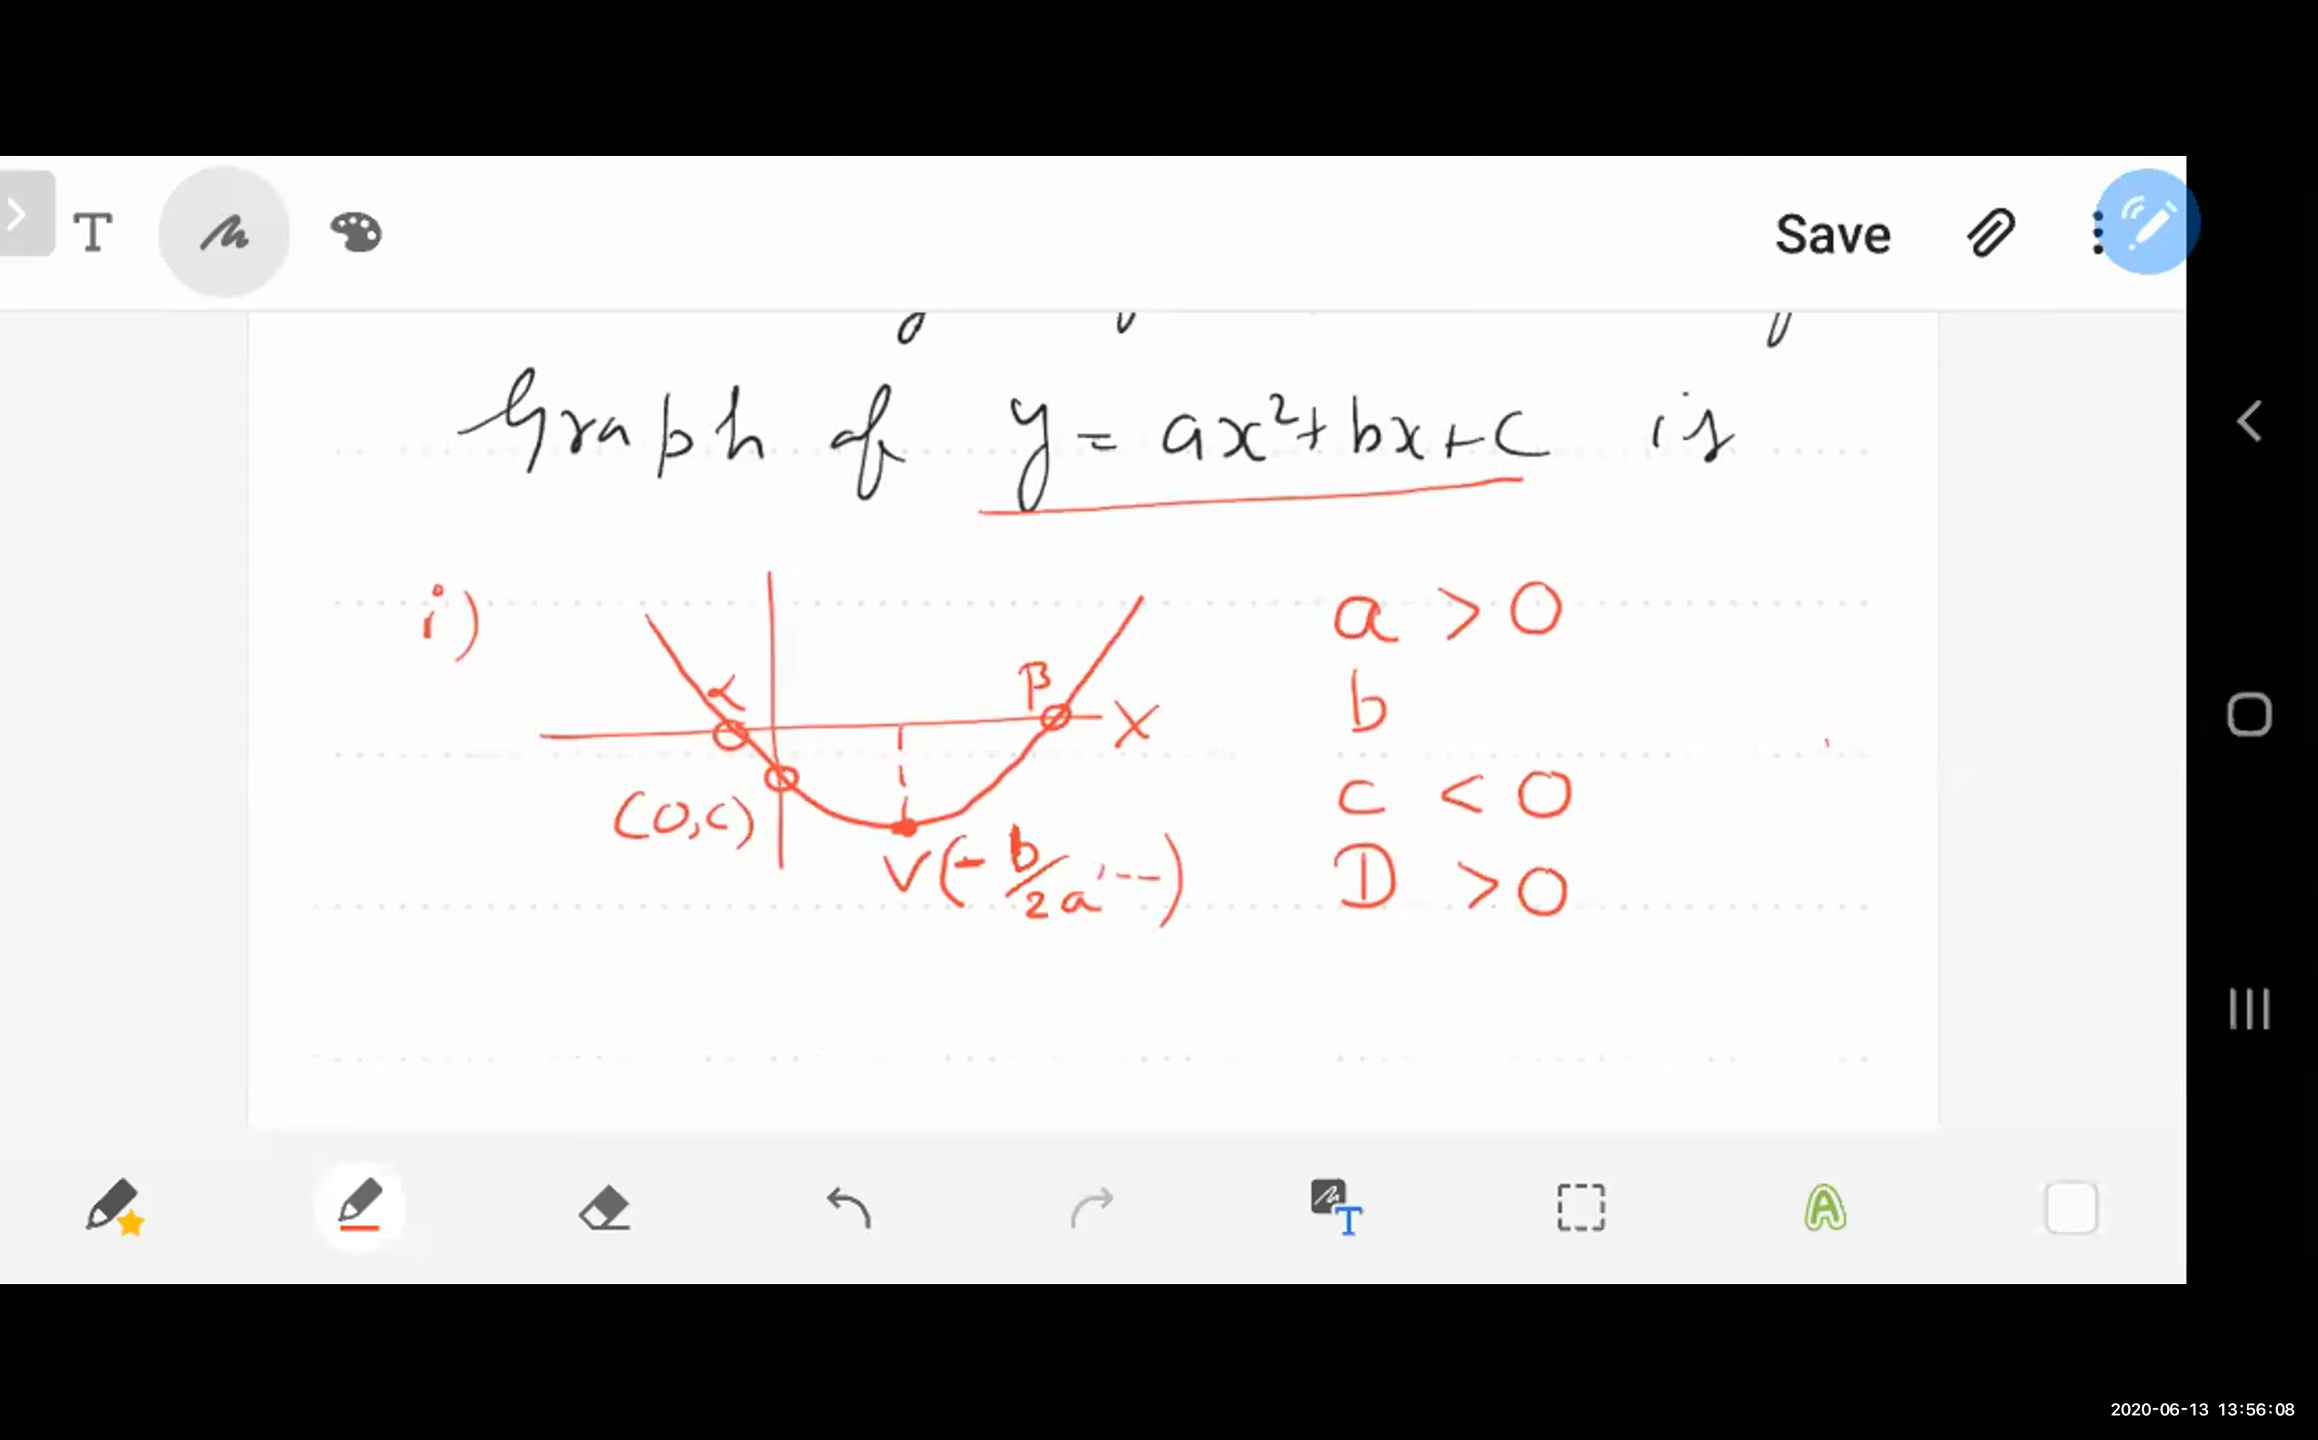 T
Save
Graph of y = ax²+ bx+c is
i)
α
β
X
(0,c)
V(-b/2a, --)
a > 0
b
c < 0
D > 0
T
A
2020-06-13 13:56:08